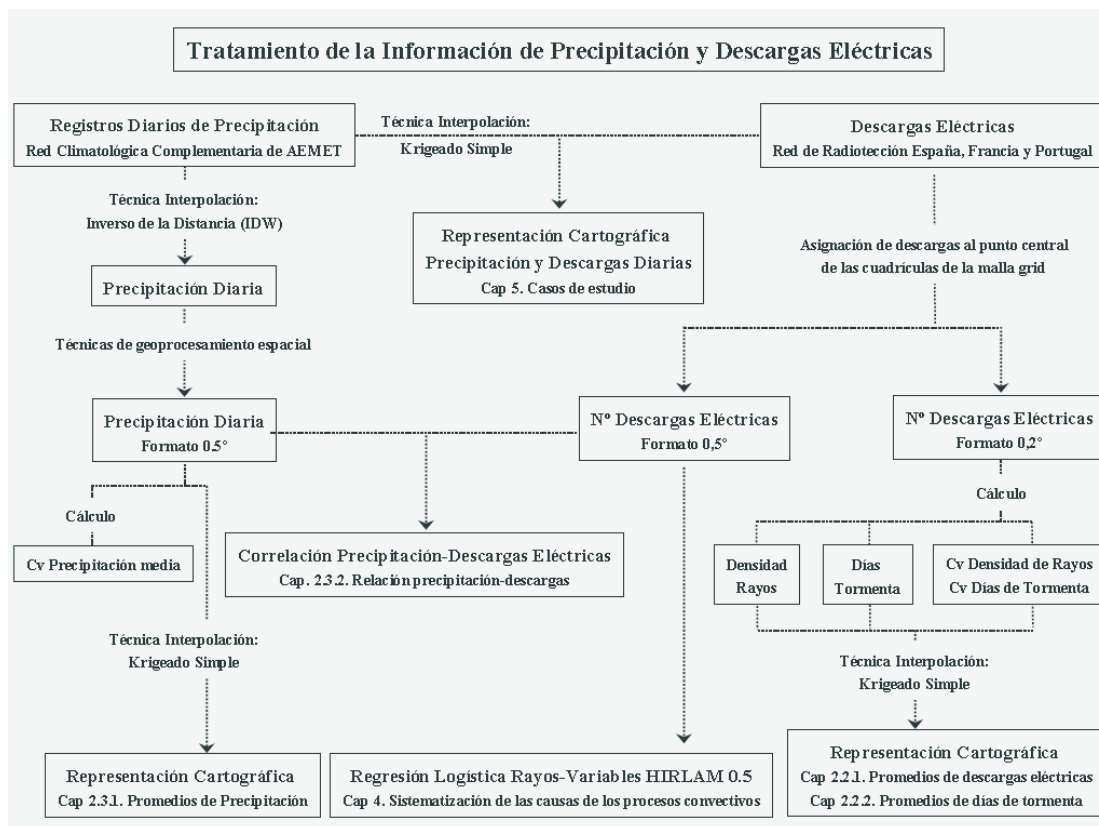 Tratamiento de la Información de Precipitación y Descargas Eléctricas
Registros Diarios de Precipitación
Red Climatológica Complementaria de AEMET
Técnica Interpolación:
Krigeado Simple
Descargas Eléctricas
Red de Radiotección España, Francia y Portugal
Técnica Interpolación:
Inverso de la Distancia (IDW)
Representación Cartográfica
Precipitación y Descargas Diarias
Cap 5. Casos de estudio
Asignación de descargas al punto central
de las cuadrículas de la malla grid
Precipitación Diaria
Técnicas de geoprocesamiento espacial
Precipitación Diaria
Formato 0.5°
Nº Descargas Eléctricas
Formato 0,5°
Nº Descargas Eléctricas
Formato 0,2°
Cálculo
Cálculo
Cv Precipitación media
Correlación Precipitación-Descargas Eléctricas
Cap. 2.3.2. Relación precipitación-descargas
Densidad
Rayos
Días
Tormenta
Cv Densidad de Rayos
Cv Días de Tormenta
Técnica Interpolación:
Krigeado Simple
Técnica Interpolación:
Krigeado Simple
Representación Cartográfica
Cap 2.3.1. Promedios de Precipitación
Regresión Logística Rayos-Variables HIRLAM 0.5
Cap 4. Sistematización de las causas de los procesos convectivos
Representación Cartográfica
Cap 2.2.1. Promedios de descargas eléctricas
Cap 2.2.2. Promedios de días de tormenta